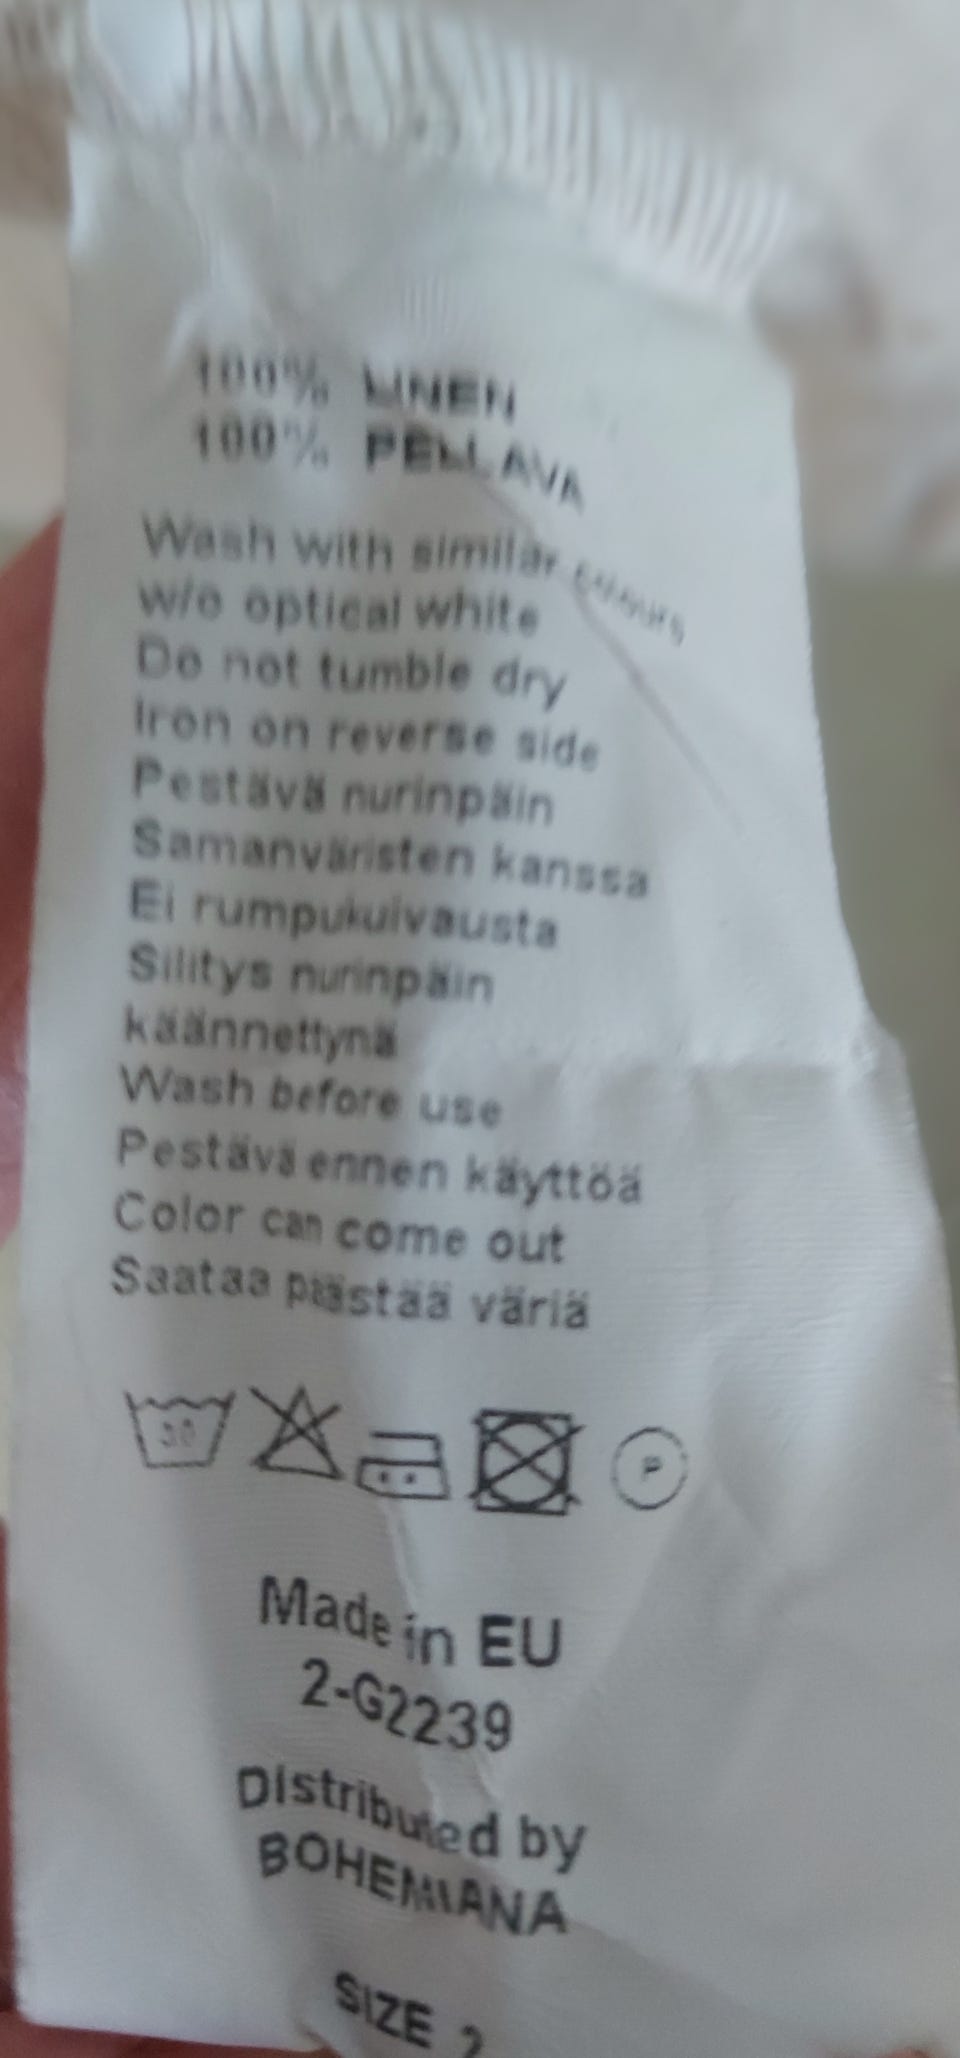 100% LINEN
100% PELLAVA
Wash with similar colours
w/o optical white
Do not tumble dry
Iron on reverse side
Pestävä nurinpäin
Samanväristen kanssa
Ei rumpukuivausta
Silitys nurinpäin
käännettynä
Wash before use
Pestävä ennen käyttöä
Color can come out
Saataa päästää väriä
30
P
Made in EU
2-G2239
Distributed by
BOHEMIANA
SIZE 2